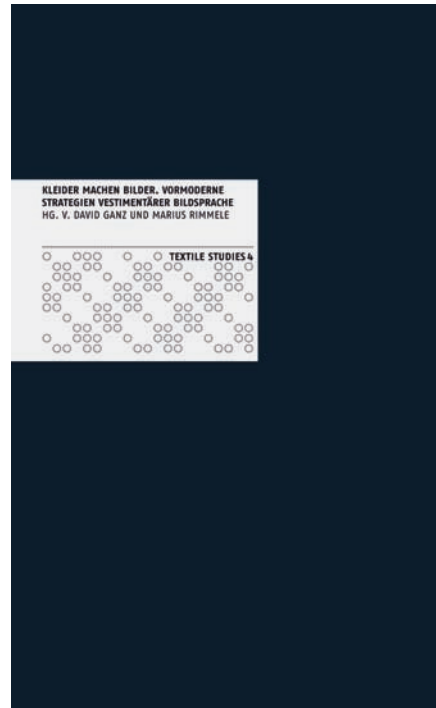 KLEIDER MACHEN BILDER. VORMODERNE
STRATEGIEN VESTIMENTÄRER BILDSPRACHE
HG. V. DAVID GANZ UND MARIUS RIMMELE
TEXTILE STUDIES 4